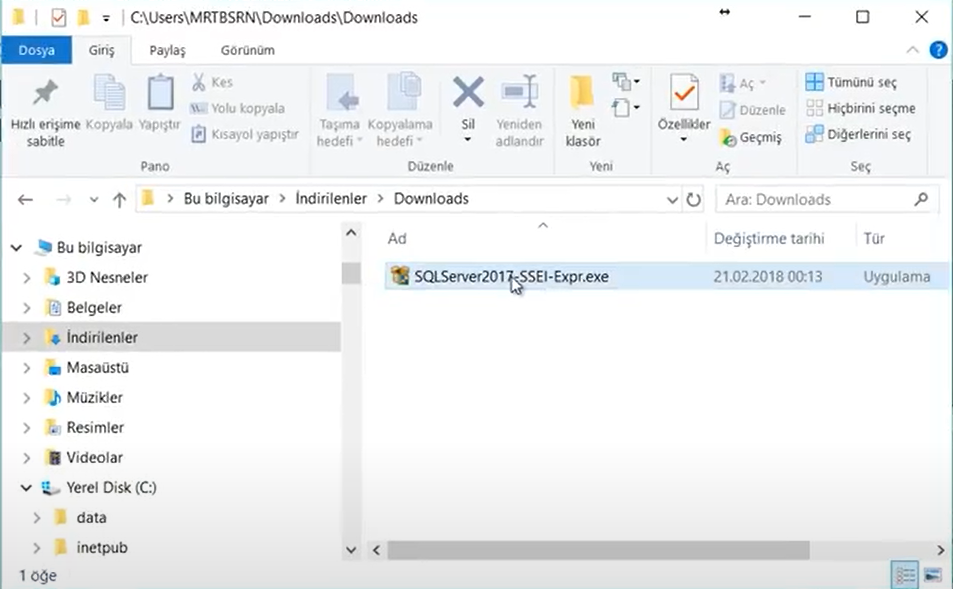 C:\Users\MRTBSRN\Downloads\Downloads
Dosya Giriş Paylaş Görünüm
Hızlı erişime sabitle
Kopyala
Yapıştır
Kes
Yolu kopyala
Kısayol yapıştır
Pano
Taşıma hedefi
Kopyalama hedefi
Sil
Yeniden adlandır
Düzenle
Yeni klasör
Yeni
Özellikler
Aç
Düzenle
Geçmiş
Aç
Tümünü seç
Hiçbirini seçme
Diğerlerini seç
Seç
Bu bilgisayar > İndirilenler > Downloads
Ara: Downloads
Bu bilgisayar
3D Nesneler
Belgeler
İndirilenler
Masaüstü
Müzikler
Resimler
Videolar
Yerel Disk (C:)
data
inetpub
Ad Değiştirme tarihi Tür
SQLServer2017-SSEI-Expr.exe 21.02.2018 00:13 Uygulama
1 öğe